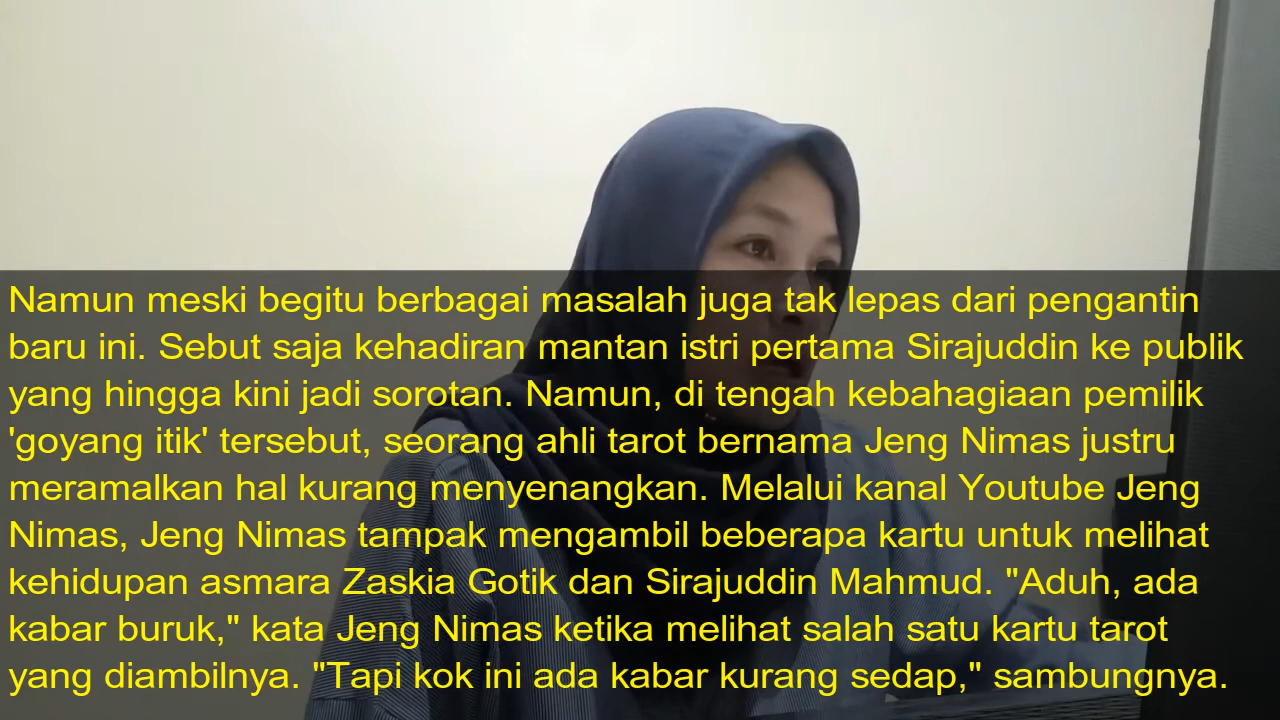 Namun meski begitu berbagai masalah juga tak lepas dari pengantin
baru ini. Sebut saja kehadiran mantan istri pertama Sirajuddin ke publik
yang hingga kini jadi sorotan. Namun, di tengah kebahagiaan pemilik
'goyang itik' tersebut, seorang ahli tarot bernama Jeng Nimas justru
meramalkan hal kurang menyenangkan. Melalui kanal Youtube Jeng
Nimas, Jeng Nimas tampak mengambil beberapa kartu untuk melihat
kehidupan asmara Zaskia Gotik dan Sirajuddin Mahmud. "Aduh, ada
kabar buruk," kata Jeng Nimas ketika melihat salah satu kartu tarot
yang diambilnya. "Tapi kok ini ada kabar kurang sedap," sambungnya.